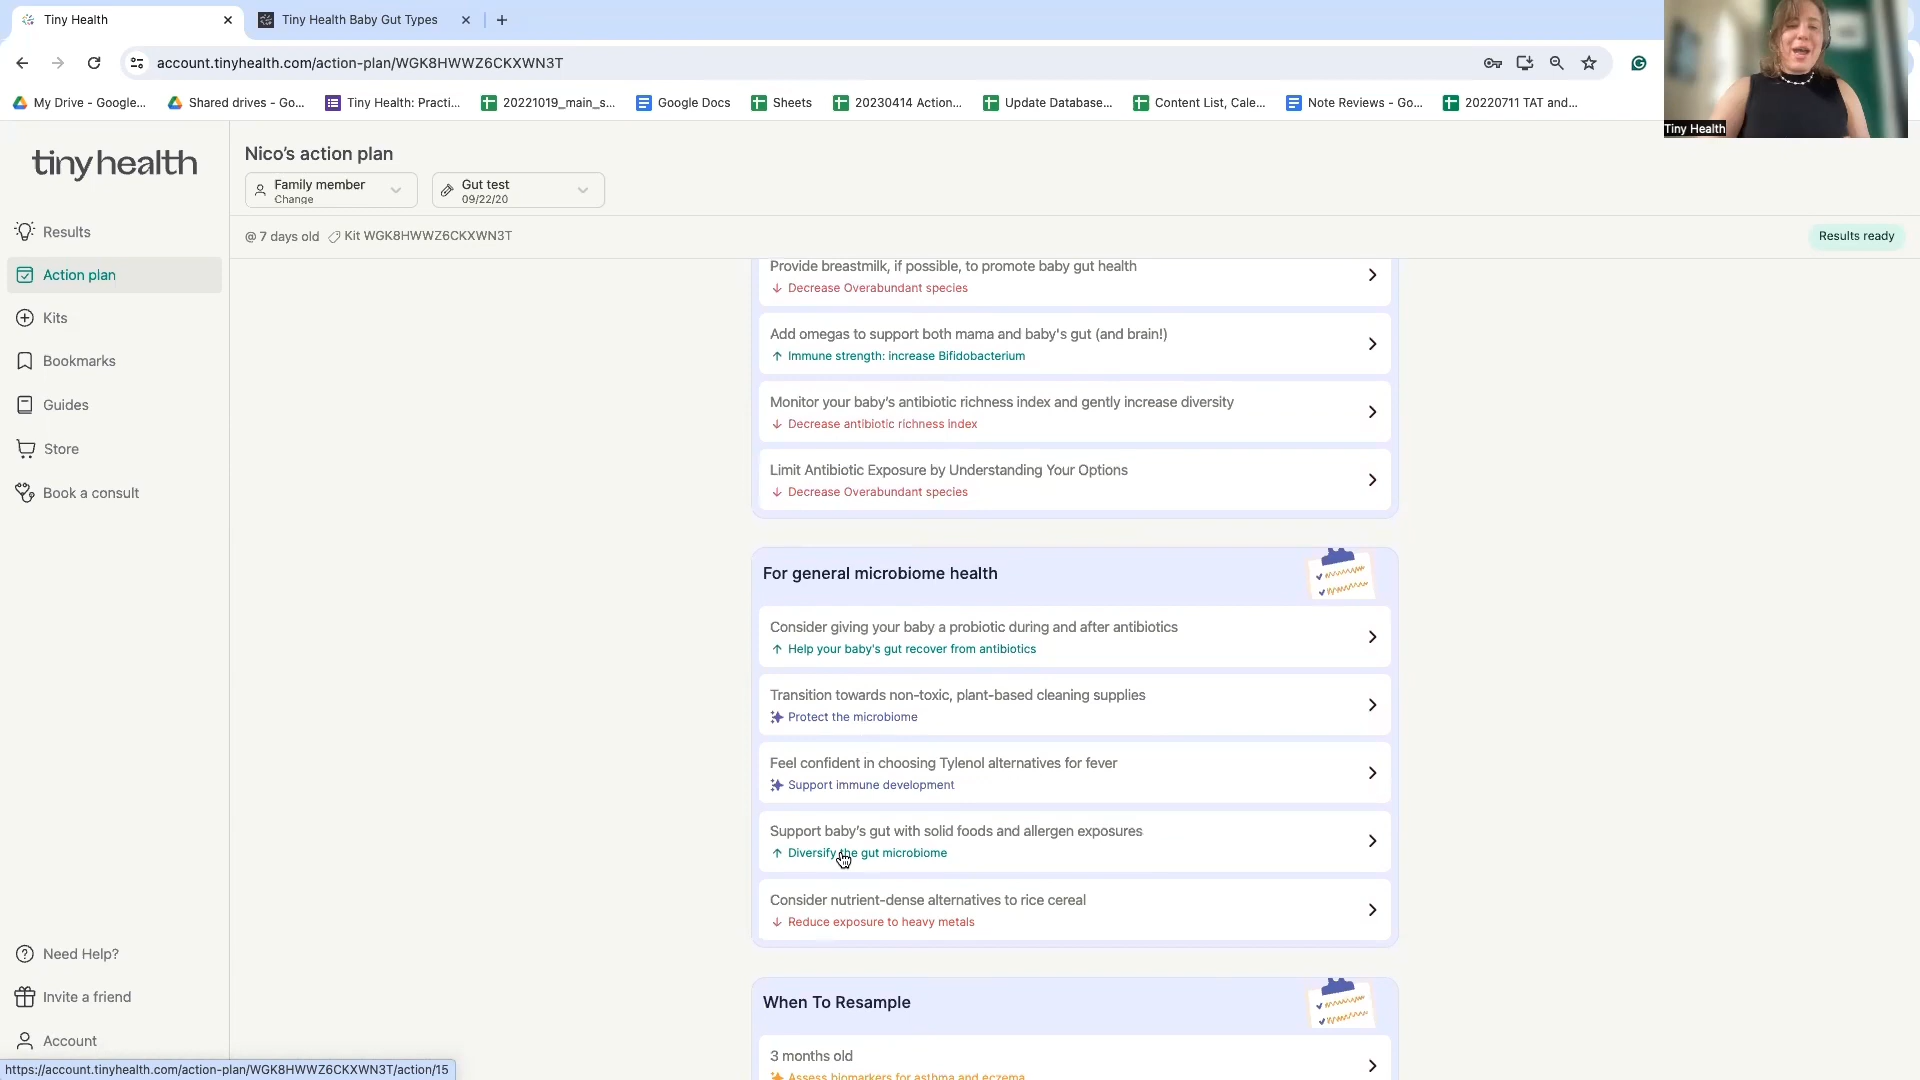 Tiny Health
Tiny Health Baby Gut Types
account.tinyhealth.com/action-plan/WGK8HWWZ6CKXWN3T
My Drive - Google...
Shared drives - Go...
Tiny Health: Practi...
20221019_main_s...
Google Docs
Sheets
20230414 Action...
Update Database...
Content List, Cale...
Note Reviews - Go...
20220711 TAT and...
Tiny Health
tiny health
Nico's action plan
Family member
Change
Gut test
09/22/20
@ 7 days old
Kit WGK8HWWZ6CKXWN3T
Results ready
Results
Action plan
Kits
Bookmarks
Guides
Store
Book a consult
Need Help?
Invite a friend
Account
Provide breastmilk, if possible, to promote baby gut health
Decrease Overabundant species
Add omegas to support both mama and baby's gut (and brain!)
Immune strength: increase Bifidobacterium
Monitor your baby's antibiotic richness index and gently increase diversity
Decrease antibiotic richness index
Limit Antibiotic Exposure by Understanding Your Options
Decrease Overabundant species
For general microbiome health
Consider giving your baby a probiotic during and after antibiotics
Help your baby's gut recover from antibiotics
Transition towards non-toxic, plant-based cleaning supplies
Protect the microbiome
Feel confident in choosing Tylenol alternatives for fever
Support immune development
Support baby's gut with solid foods and allergen exposures
Diversify the gut microbiome
Consider nutrient-dense alternatives to rice cereal
Reduce exposure to heavy metals
When To Resample
3 months old
Assess biomarkers for asthma and eczema
https://account.tinyhealth.com/action-plan/WGK8HWWZ6CKXWN3T/action/15